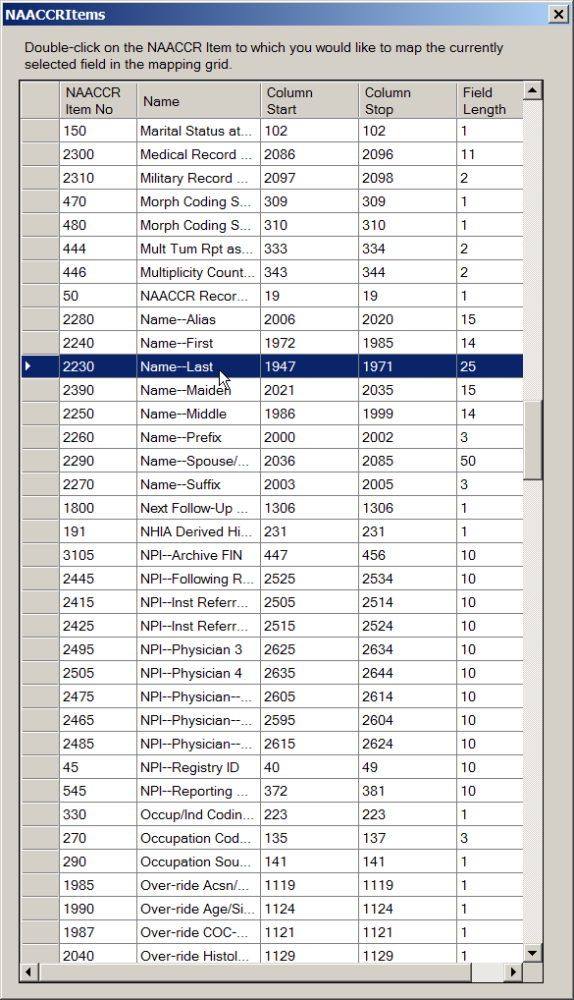 NAACCRItems
Double-click on the NAACCR Item to which you would like to map the currently
selected field in the mapping grid.
NAACCR Item No Name Column Start Column Stop Field Length
150 Marital Status at... 102 102 1
2300 Medical Record ... 2086 2096 11
2310 Military Record ... 2097 2098 2
470 Morph Coding S... 309 309 1
480 Morph Coding S... 310 310 1
444 Mult Tum Rpt as... 333 334 2
446 Multiplicity Count... 343 344 2
50 NAACCR Recor... 19 19 1
2280 Name--Alias 2006 2020 15
2240 Name--First 1972 1985 14
2230 Name--Last 1947 1971 25
2390 Name--Maiden 2021 2035 15
2250 Name--Middle 1986 1999 14
2260 Name--Prefix 2000 2002 3
2290 Name--Spouse/... 2036 2085 50
2270 Name--Suffix 2003 2005 3
1800 Next Follow-Up ... 1306 1306 1
191 NHIA Derived Hi... 231 231 1
3105 NPI--Archive FIN 447 456 10
2445 NPI--Following R... 2525 2534 10
2415 NPI--Inst Referr... 2505 2514 10
2425 NPI--Inst Referr... 2515 2524 10
2495 NPI--Physician 3 2625 2634 10
2505 NPI--Physician 4 2635 2644 10
2475 NPI--Physician--... 2605 2614 10
2465 NPI--Physician--... 2595 2604 10
2485 NPI--Physician--... 2615 2624 10
45 NPI--Registry ID 40 49 10
545 NPI--Reporting ... 372 381 10
330 Occup/Ind Codin... 223 223 1
270 Occupation Cod... 135 137 3
290 Occupation Sou... 141 141 1
1985 Over-ride Acsn/... 1119 1119 1
1990 Over-ride Age/Si... 1124 1124 1
1987 Over-ride COC-... 1121 1121 1
2040 Over-ride Histol... 1129 1129 1